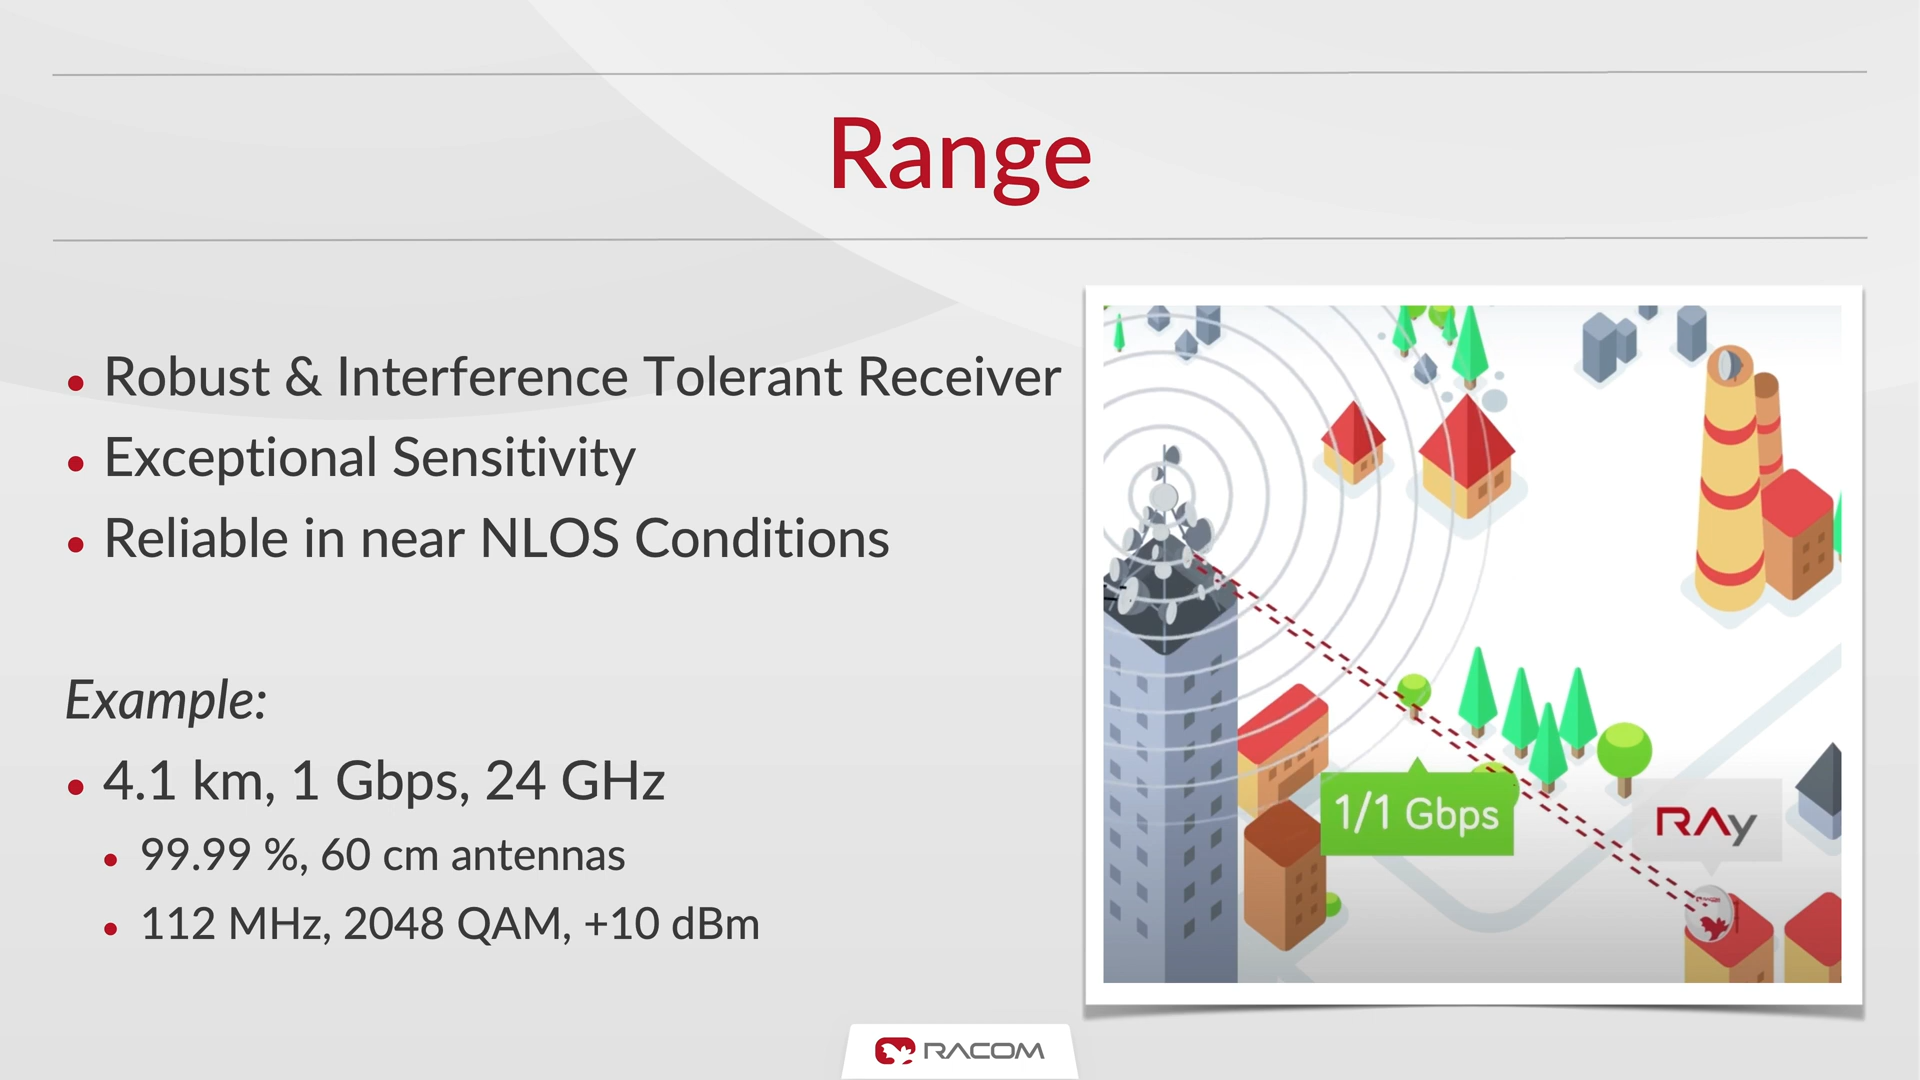 Range
• Robust & Interference Tolerant Receiver
• Exceptional Sensitivity
• Reliable in near NLOS Conditions
Example:
• 4.1 km, 1 Gbps, 24 GHz
• 99.99 %, 60 cm antennas
• 112 MHz, 2048 QAM, +10 dBm
1/1 Gbps
RAy
RACOM
RACOM